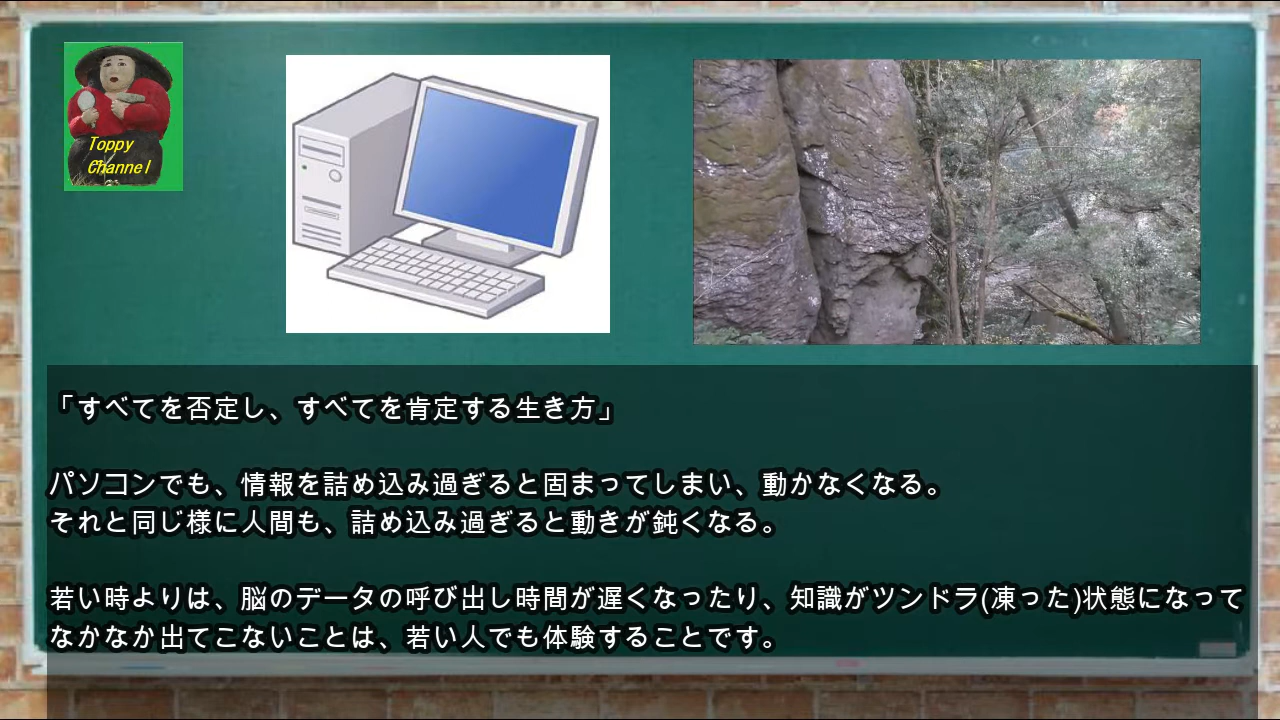 Toppy
Channel
「すべてを否定し、すべてを肯定する生き方」
パソコンでも、情報を詰め込み過ぎると固まってしまい、動かなくなる。
それと同じ様に人間も、詰め込み過ぎると動きが鈍くなる。
若い時よりは、脳のデータの呼び出し時間が遅くなったり、知識がツンドラ(凍った)状態になって
なかなか出てこないことは、若い人でも体験することです。